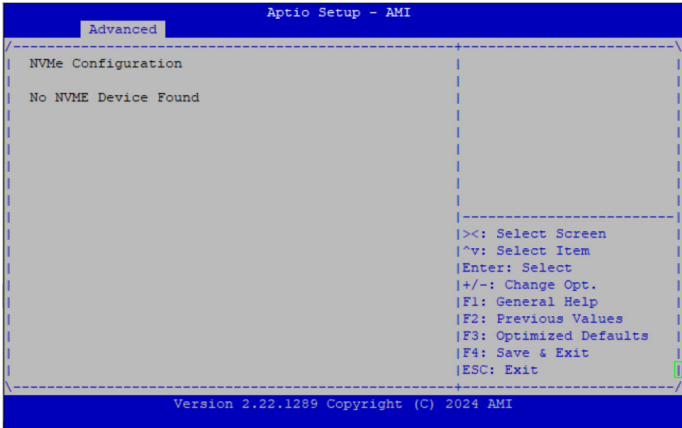 Aptio Setup - AMI
Advanced
NVMe Configuration
No NVME Device Found
><: Select Screen
^v: Select Item
Enter: Select
+/-: Change Opt.
F1: General Help
F2: Previous Values
F3: Optimized Defaults
F4: Save & Exit
ESC: Exit
Version 2.22.1289 Copyright (C) 2024 AMI